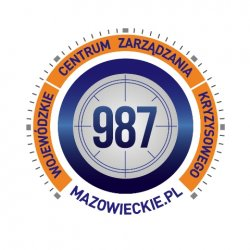 WOJEWÓDZKIE CENTRUM ZARZĄDZANIA KRYZYSOWEGO
987
MAZOWIECKIE.PL